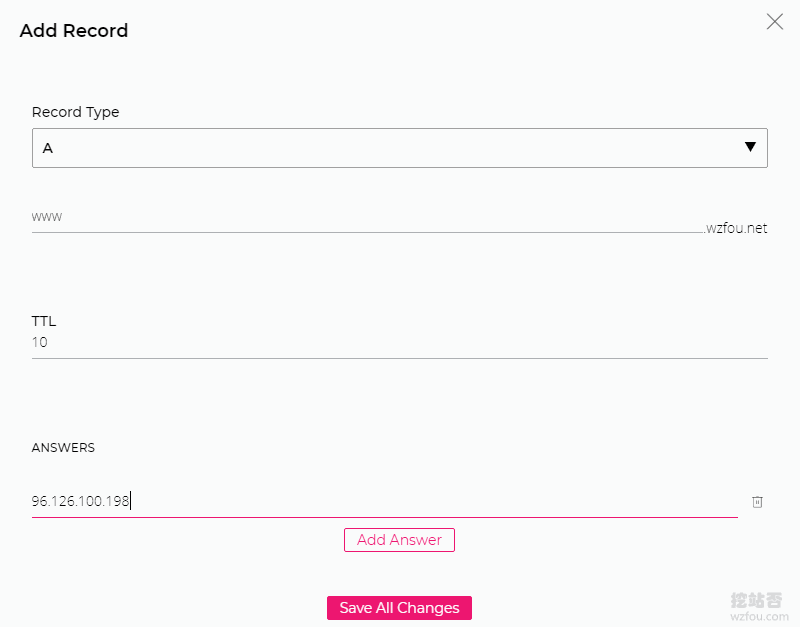 Add Record
Record Type
A
www
.wzfou.net
TTL
10
ANSWERS
96.126.100.198
Add Answer
Save All Changes
挖站否
wzfou.com